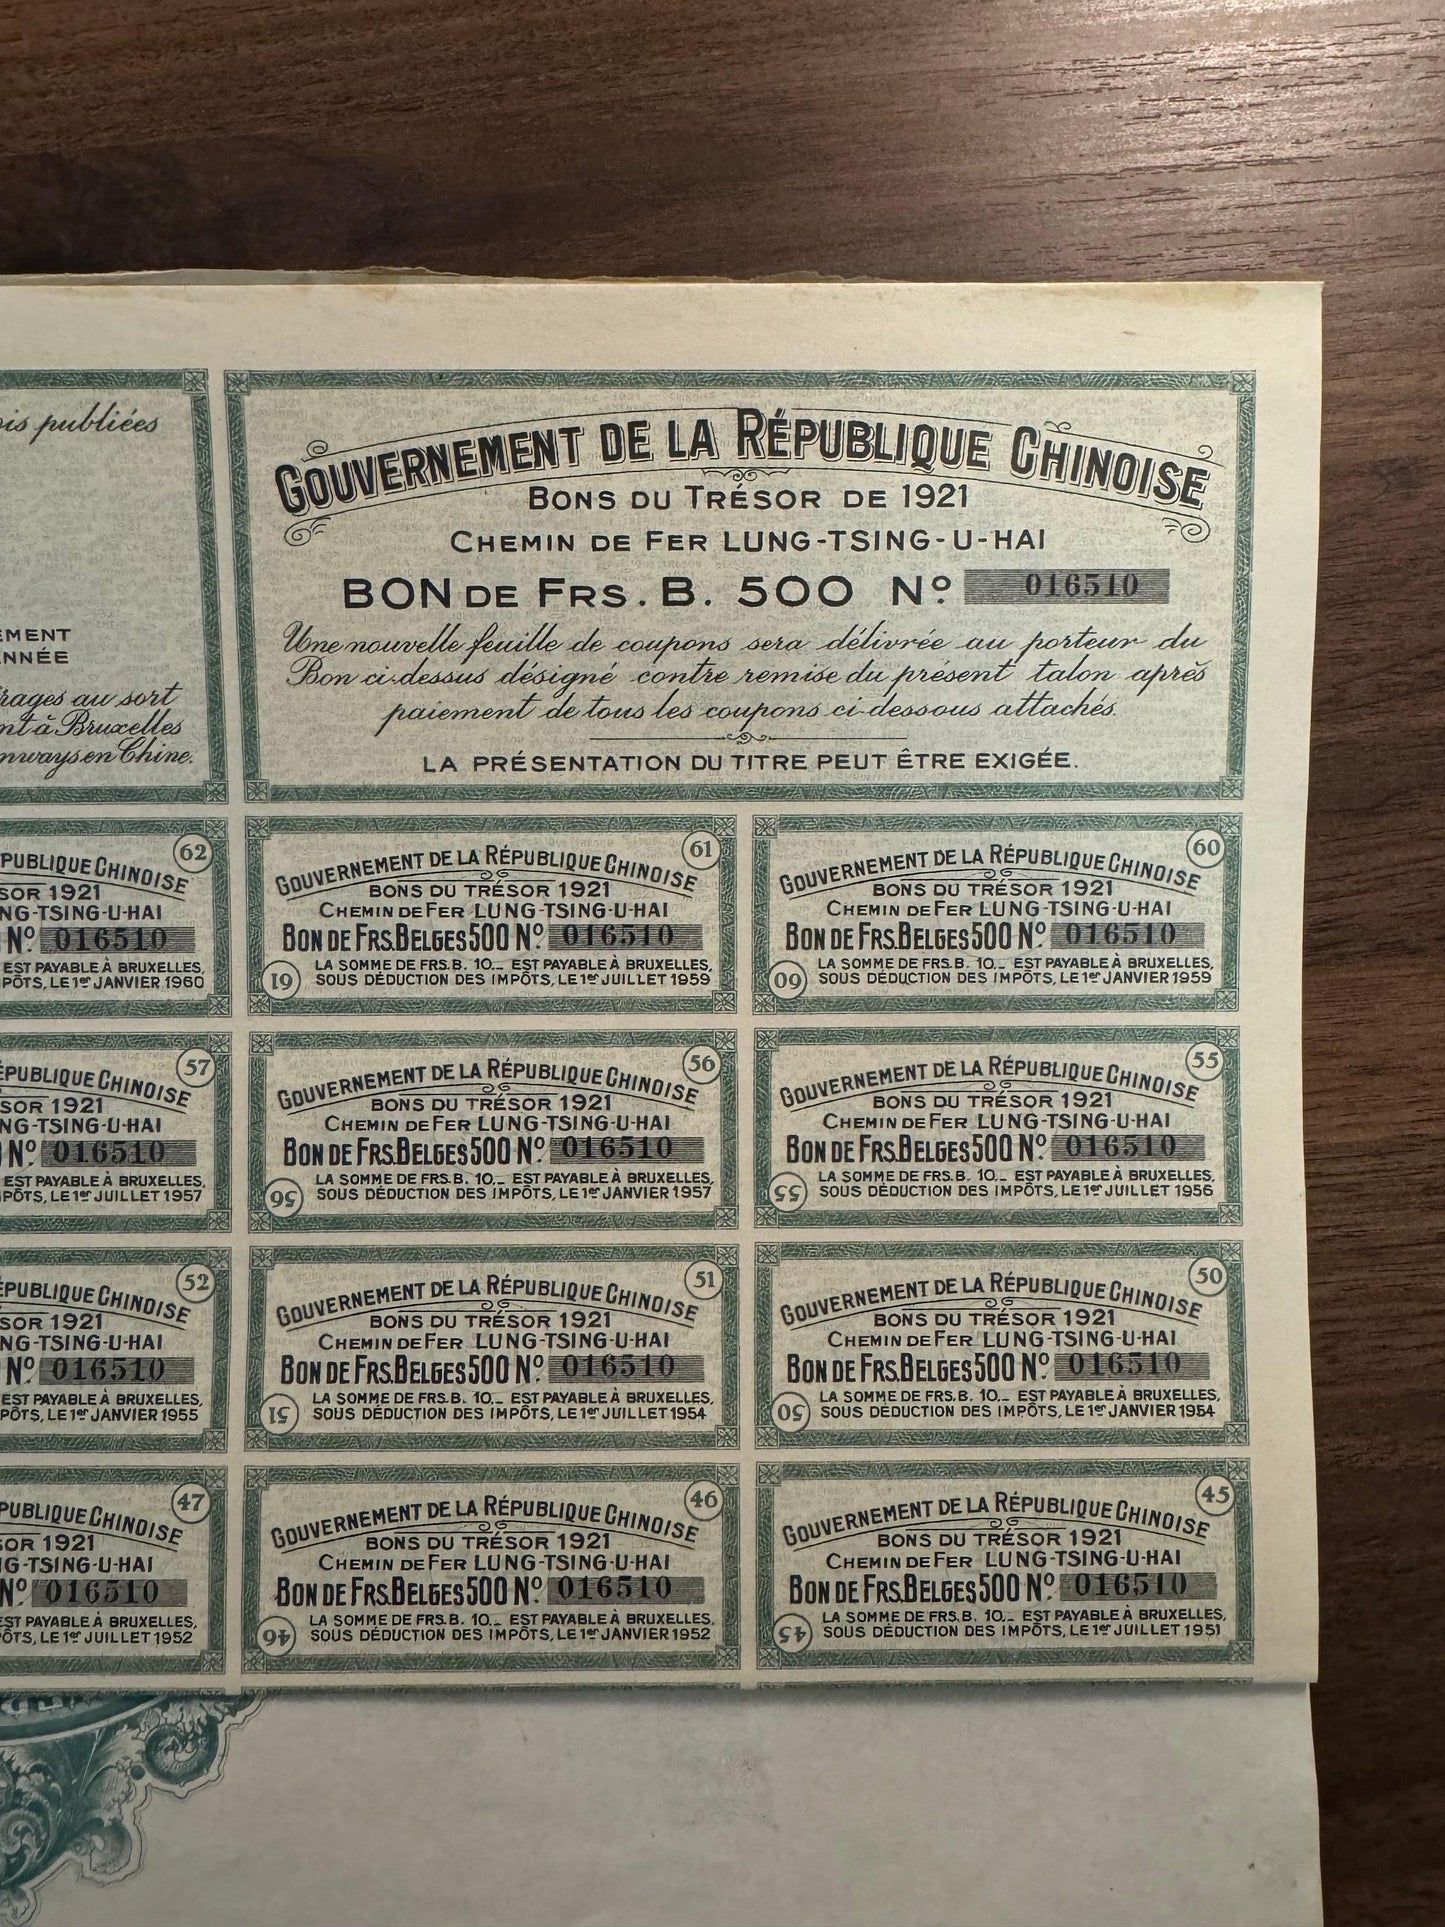 is publiées
EMENT
NNÉE
rages au sort
nt à Bruxelles
mways en Chine.
GOUVERNEMENT DE LA RÉPUBLIQUE CHINOISE
BONS DU TRÉSOR DE 1921
CHEMIN DE FER LUNG-TSING-U-HAI
BON DE FRS. B. 500 Nº 016510
Une nouvelle feuille de coupons sera délivrée au porteur du
Bon ci-dessus désigné contre remise du présent talon après
paiement de tous les coupons ci-dessous attachés.
LA PRÉSENTATION DU TITRE PEUT ÊTRE EXIGÉE.
62
PUBLIQUE CHINOISE
SOR 1921
NG-TSING-U-HAI
Nº 016510
EST PAYABLE À BRUXELLES,
PÔTS, LE 1er JANVIER 1960
61
GOUVERNEMENT DE LA RÉPUBLIQUE CHINOISE
BONS DU TRÉSOR 1921
CHEMIN DE FER LUNG-TSING-U-HAI
BON DE FRS. BELGES 500 Nº 016510
LA SOMME DE FRS. B. 10._ EST PAYABLE À BRUXELLES,
61 SOUS DÉDUCTION DES IMPÔTS, LE 1er JUILLET 1959
60
GOUVERNEMENT DE LA RÉPUBLIQUE CHINOISE
BONS DU TRÉSOR 1921
CHEMIN DE FER LUNG-TSING-U-HAI
BON DE FRS. BELGES 500 Nº 016510
LA SOMME DE FRS. B. 10._ EST PAYABLE À BRUXELLES,
60 SOUS DÉDUCTION DES IMPÔTS, LE 1er JANVIER 1959
57
ÉPUBLIQUE CHINOISE
SOR 1921
NG-TSING-U-HAI
Nº 016510
EST PAYABLE À BRUXELLES,
PÔTS, LE 1er JUILLET 1957
56
GOUVERNEMENT DE LA RÉPUBLIQUE CHINOISE
BONS DU TRÉSOR 1921
CHEMIN DE FER LUNG-TSING-U-HAI
BON DE FRS. BELGES 500 Nº 016510
LA SOMME DE FRS. B. 10._ EST PAYABLE À BRUXELLES,
56 SOUS DÉDUCTION DES IMPÔTS, LE 1er JANVIER 1957
55
GOUVERNEMENT DE LA RÉPUBLIQUE CHINOISE
BONS DU TRÉSOR 1921
CHEMIN DE FER LUNG-TSING-U-HAI
BON DE FRS. BELGES 500 Nº 016510
LA SOMME DE FRS. B. 10._ EST PAYABLE À BRUXELLES,
55 SOUS DÉDUCTION DES IMPÔTS, LE 1er JUILLET 1956
52
ÉPUBLIQUE CHINOISE
SOR 1921
NG-TSING-U-HAI
Nº 016510
EST PAYABLE À BRUXELLES,
PÔTS, LE 1er JANVIER 1955
51
GOUVERNEMENT DE LA RÉPUBLIQUE CHINOISE
BONS DU TRÉSOR 1921
CHEMIN DE FER LUNG-TSING-U-HAI
BON DE FRS. BELGES 500 Nº 016510
LA SOMME DE FRS. B. 10._ EST PAYABLE À BRUXELLES,
51 SOUS DÉDUCTION DES IMPÔTS, LE 1er JUILLET 1954
50
GOUVERNEMENT DE LA RÉPUBLIQUE CHINOISE
BONS DU TRÉSOR 1921
CHEMIN DE FER LUNG-TSING-U-HAI
BON DE FRS. BELGES 500 Nº 016510
LA SOMME DE FRS. B. 10._ EST PAYABLE À BRUXELLES,
50 SOUS DÉDUCTION DES IMPÔTS, LE 1er JANVIER 1954
47
PUBLIQUE CHINOISE
OR 1921
G-TSING-U-HAI
Nº 016510
EST PAYABLE À BRUXELLES,
ÔTS, LE 1er JUILLET 1952
46
GOUVERNEMENT DE LA RÉPUBLIQUE CHINOISE
BONS DU TRÉSOR 1921
CHEMIN DE FER LUNG-TSING-U-HAI
BON DE FRS. BELGES 500 Nº 016510
LA SOMME DE FRS. B. 10._ EST PAYABLE À BRUXELLES,
46 SOUS DÉDUCTION DES IMPÔTS, LE 1er JANVIER 1952
45
GOUVERNEMENT DE LA RÉPUBLIQUE CHINOISE
BONS DU TRÉSOR 1921
CHEMIN DE FER LUNG-TSING-U-HAI
BON DE FRS. BELGES 500 Nº 016510
LA SOMME DE FRS. B. 10._ EST PAYABLE À BRUXELLES,
45 SOUS DÉDUCTION DES IMPÔTS, LE 1er JUILLET 1951